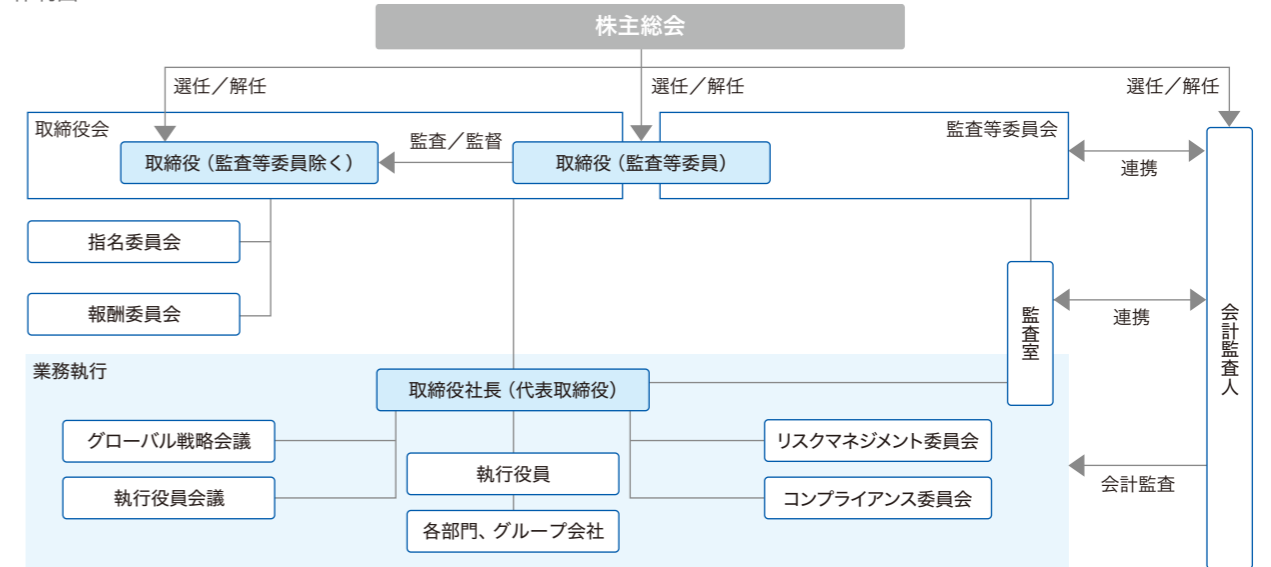 株主総会
選任／解任
選任／解任
選任／解任
取締役会
監査等委員会
取締役（監査等委員除く）
監査／監督
取締役（監査等委員）
連携
指名委員会
報酬委員会
監査室
連携
会計監査人
業務執行
取締役社長（代表取締役）
グローバル戦略会議
リスクマネジメント委員会
執行役員
執行役員会議
コンプライアンス委員会
会計監査
各部門、グループ会社